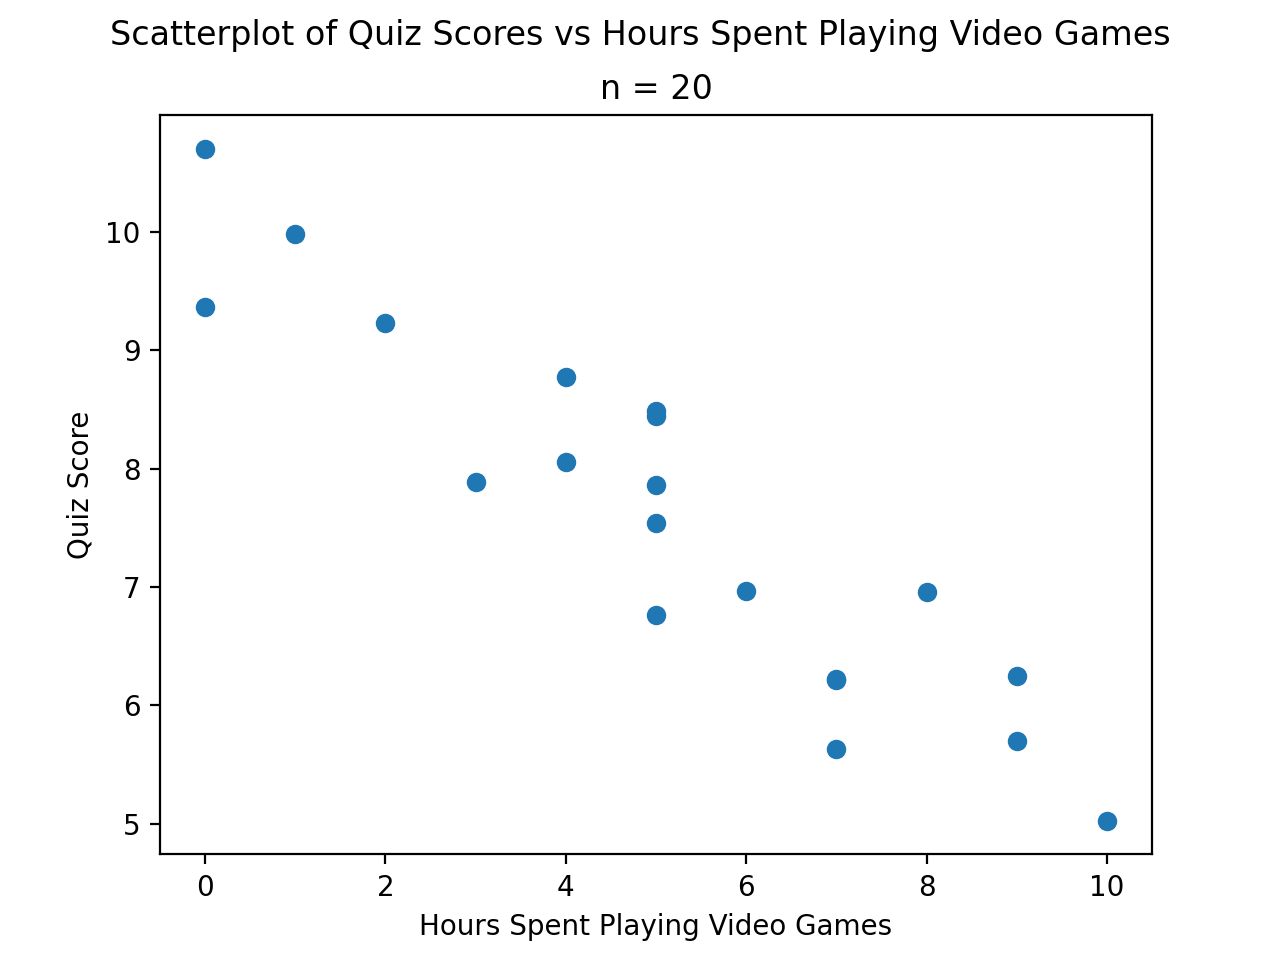 Scatterplot of Quiz Scores vs Hours Spent Playing Video Games
n = 20
10
9
8
7
6
5
Quiz Score
0 2 4 6 8 10
Hours Spent Playing Video Games